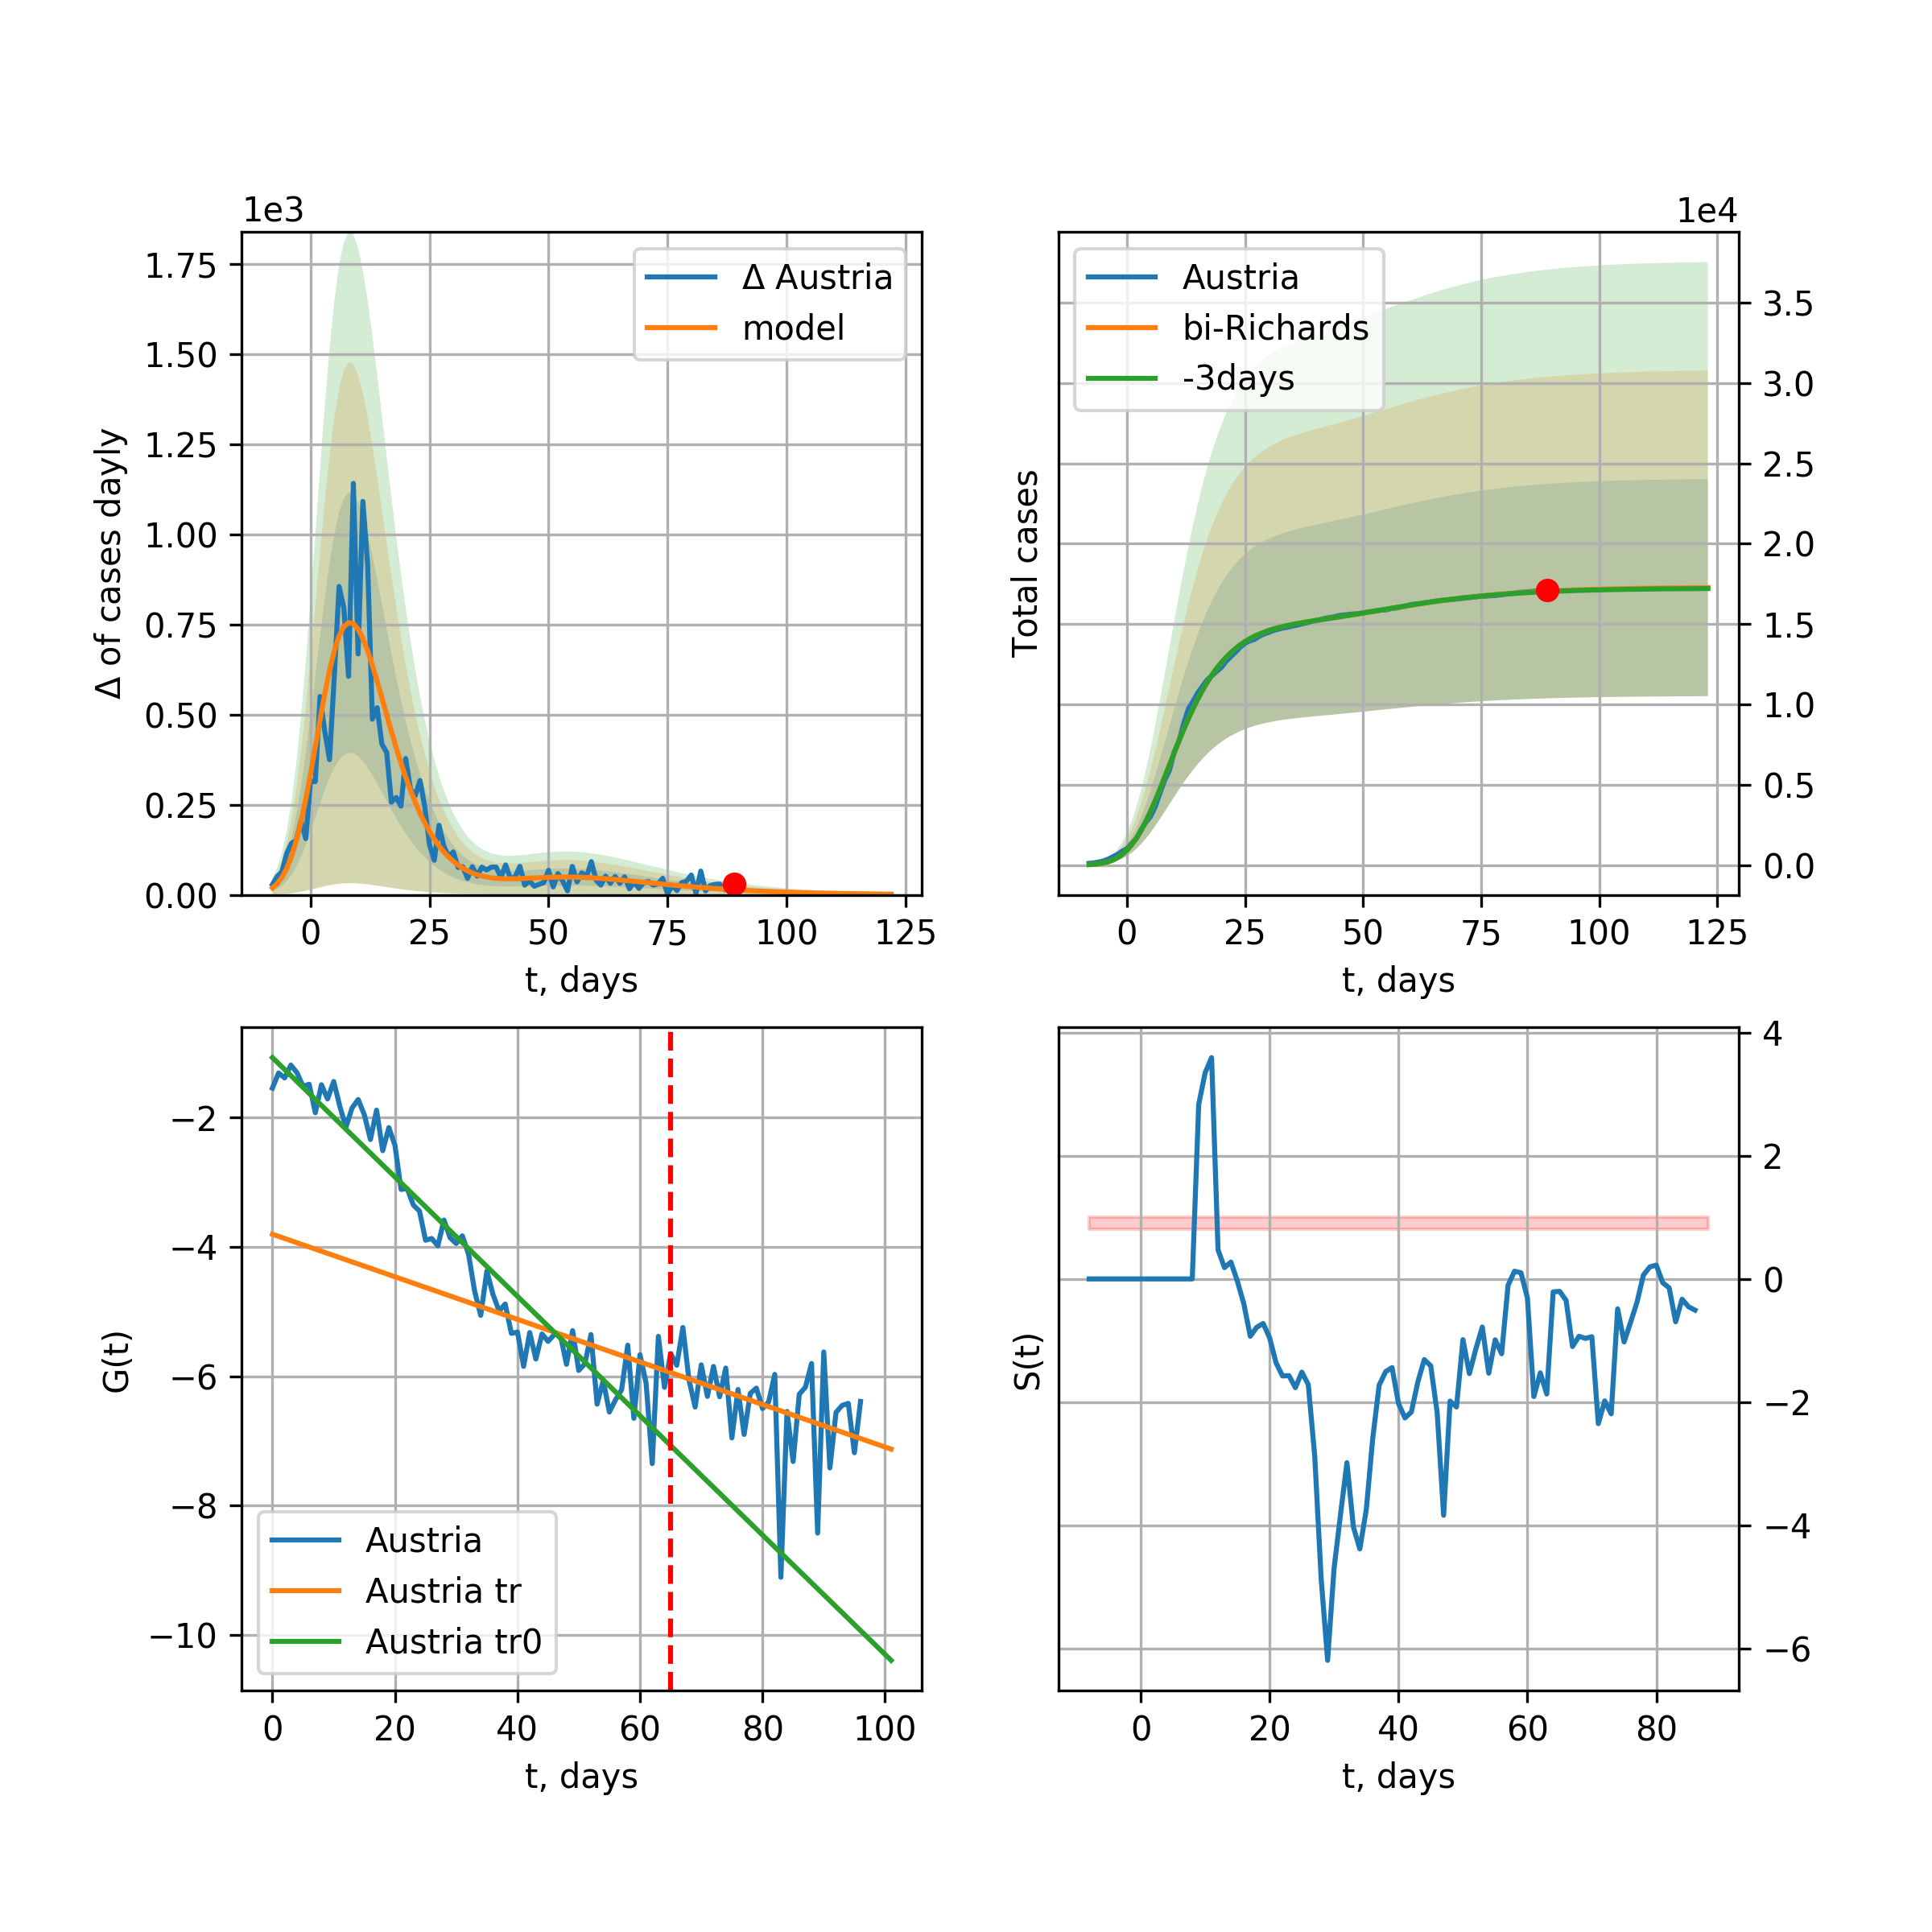 1e3
1.75
1.50
1.25
1.00
0.75
0.50
0.25
0.00
Δ of cases dayly
Δ Austria
model
0 25 50 75 100 125
t, days
1e4
3.5
3.0
2.5
2.0
1.5
1.0
0.5
0.0
Total cases
Austria
bi-Richards
-3days
0 25 50 75 100 125
t, days
−2
−4
−6
−8
−10
G(t)
Austria
Austria tr
Austria tr0
0 20 40 60 80 100
t, days
4
2
0
−2
−4
−6
S(t)
0 20 40 60 80
t, days